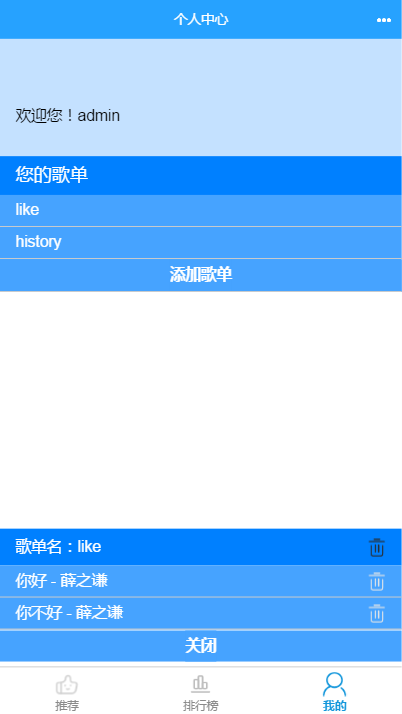 个人中心
欢迎您！admin
您的歌单
like
history
添加歌单
歌单名：like
你好 - 薛之谦
你不好 - 薛之谦
关闭
推荐
排行榜
我的